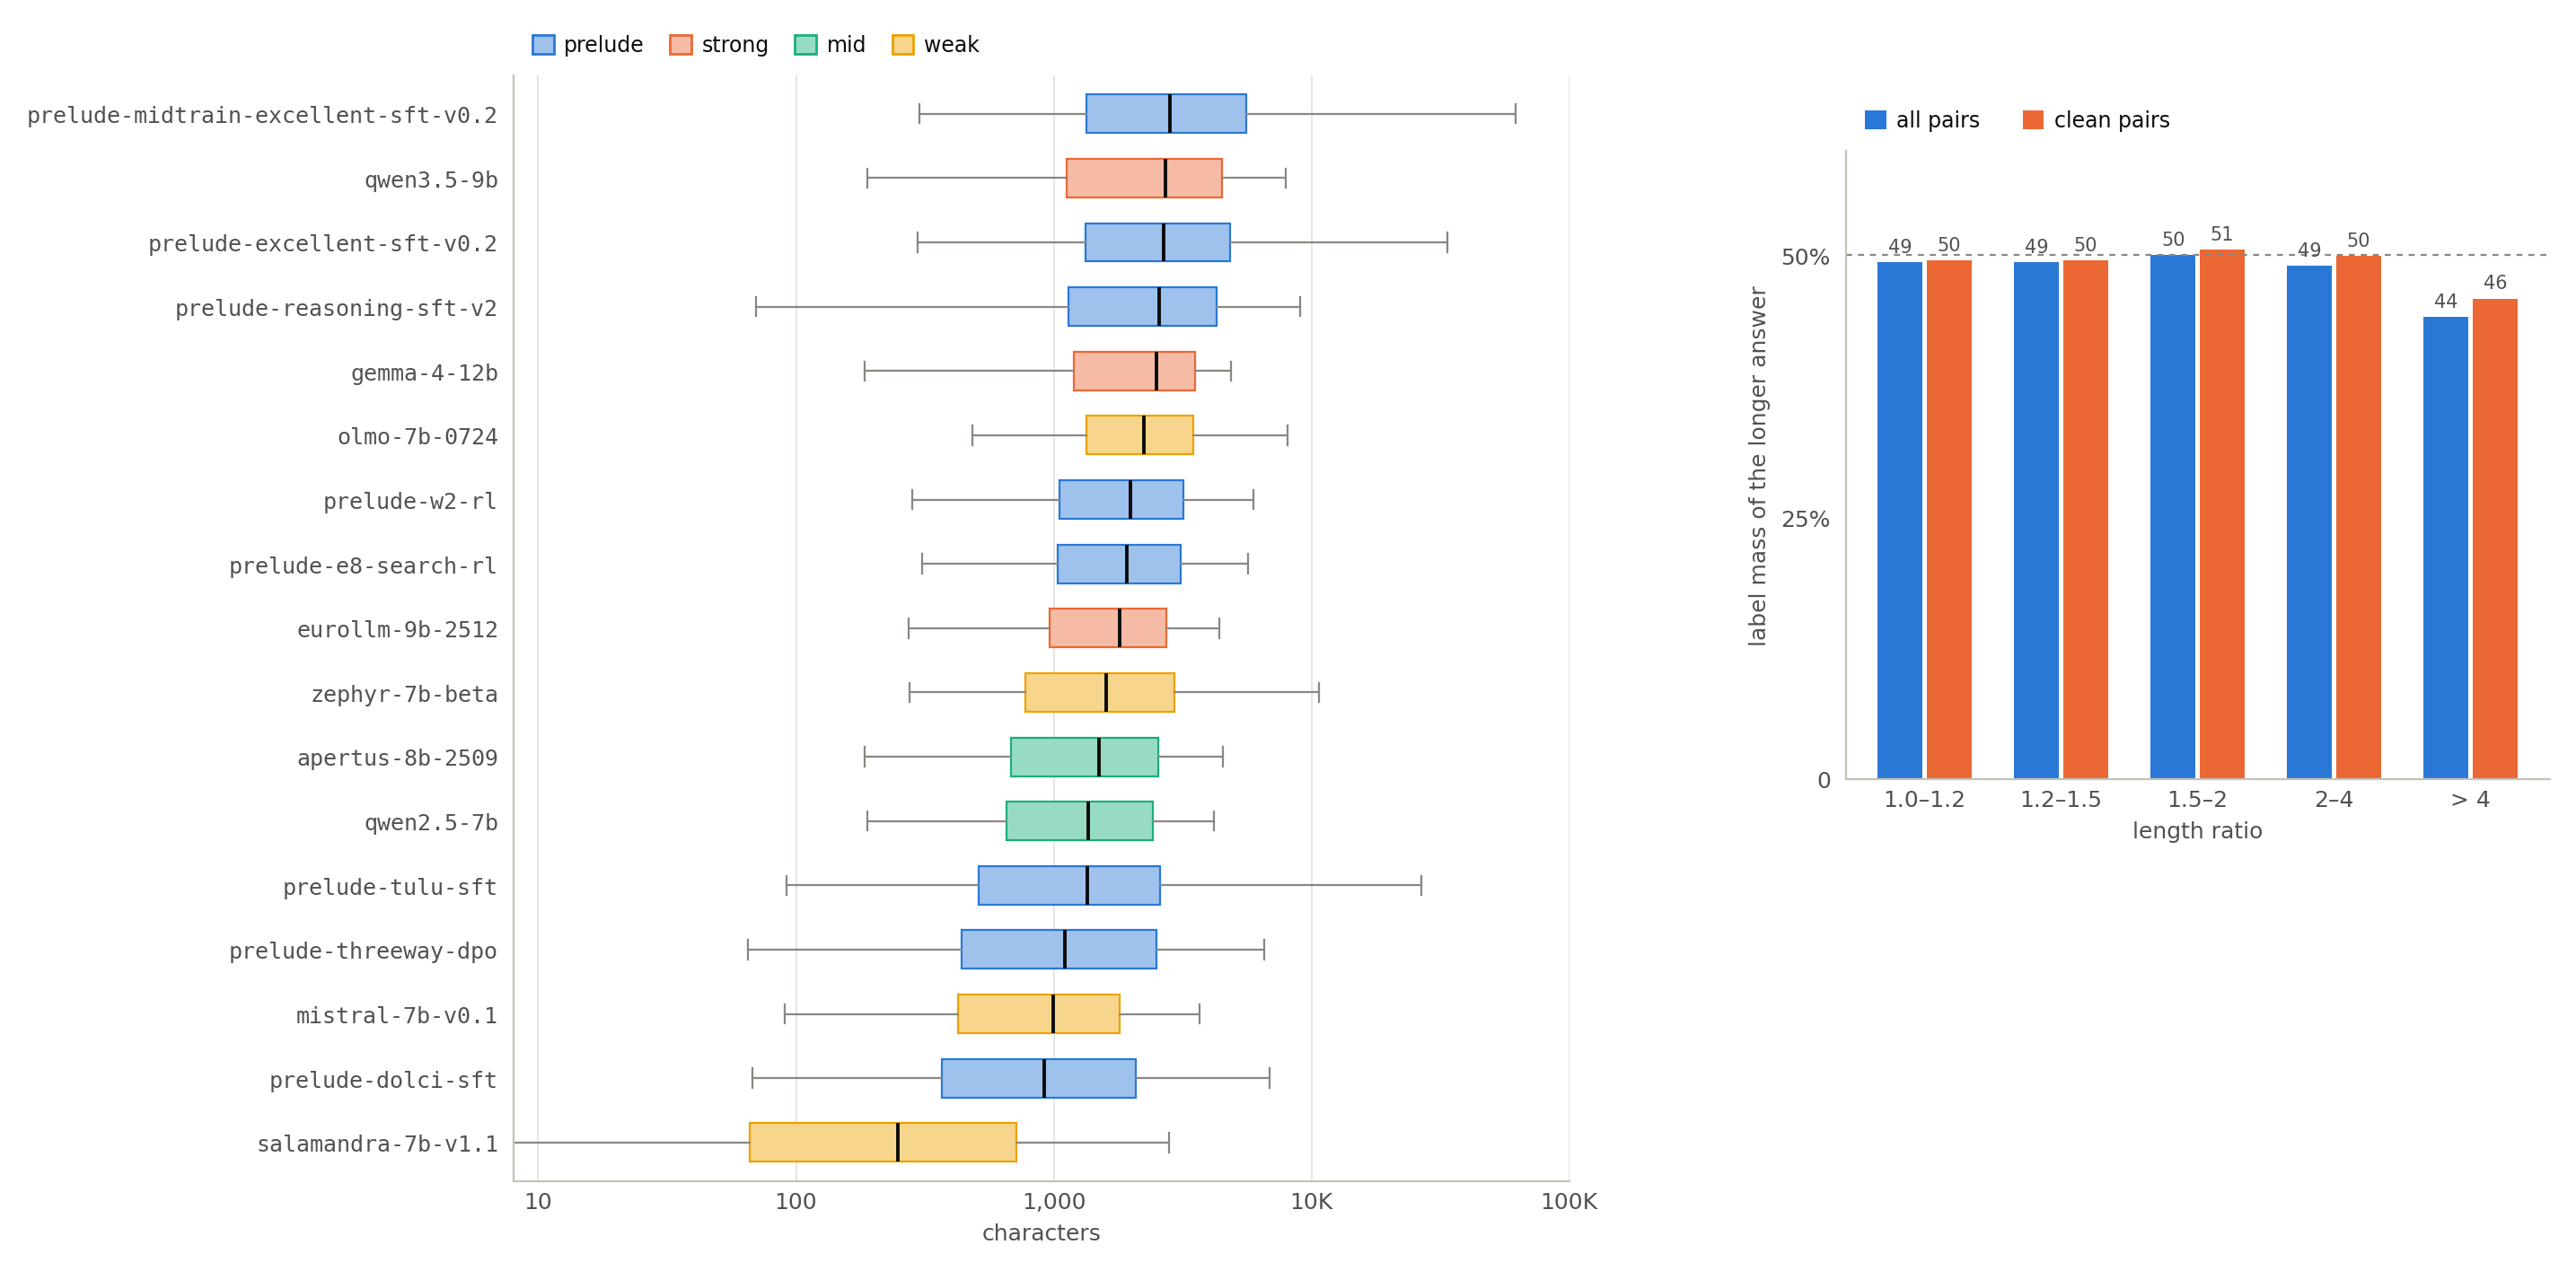 prelude strong mid weak
prelude-midtrain-excellent-sft-v0.2
qwen3.5-9b
prelude-excellent-sft-v0.2
prelude-reasoning-sft-v2
gemma-4-12b
olmo-7b-0724
prelude-w2-rl
prelude-e8-search-rl
eurollm-9b-2512
zephyr-7b-beta
apertus-8b-2509
qwen2.5-7b
prelude-tulu-sft
prelude-threeway-dpo
mistral-7b-v0.1
prelude-dolci-sft
salamandra-7b-v1.1
10 100 1,000 10K 100K
characters
all pairs clean pairs
label mass of the longer answer
50%
25%
0
49 50 49 50 50 51 49 50 44 46
1.0–1.2 1.2–1.5 1.5–2 2–4 > 4
length ratio